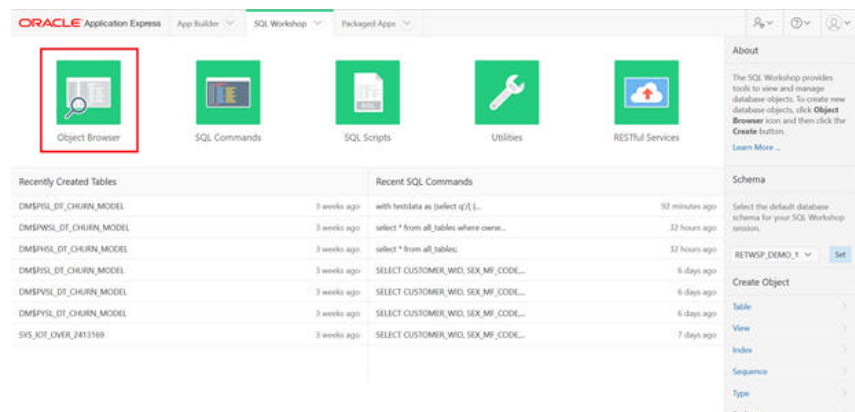 ORACLE Application Express App Builder SQL Workshop Packaged Apps
Object Browser
SQL Commands
SQL
SQL Scripts
Utilities
RESTful Services
Recently Created Tables
DM$PISL_DT_CHURN_MODEL 3 weeks ago
DM$PWSL_DT_CHURN_MODEL 3 weeks ago
DM$PHSL_DT_CHURN_MODEL 3 weeks ago
3 weeks ago
DM$PVSL_DT_CHURN_MODEL 3 weeks ago
DM$PYSL_DT_CHURN_MODEL 3 weeks ago
SYS_IOT_OVER_2413169 3 weeks ago
Recent SQL Commands
with testdata as (select 92 minutes ago
select * from all_tables where owne... 32 hours ago
select * from all_tables; 32 hours ago
SELECT CUSTOMER_WID, SEX_MF_CODE,... 6 days ago
SELECT CUSTOMER_WID, SEX_MF_CODE,... 6 days ago
SELECT CUSTOMER_WID, SEX_MF_CODE,... 6 days ago
SELECT CUSTOMER_WID, SEX_MF_CODE,... 7 days ago
About
The SQL Workshop provides
tools to view and manage
database objects. To create new
database objects, click Object
Browser icon and then click the
Create button.
Learn More ...
Schema
Select the default database
schema for your SQL Workshop
session.
RETWSP_DEMO_1 Set
Create Object
Table
View
Index
Sequence
Type